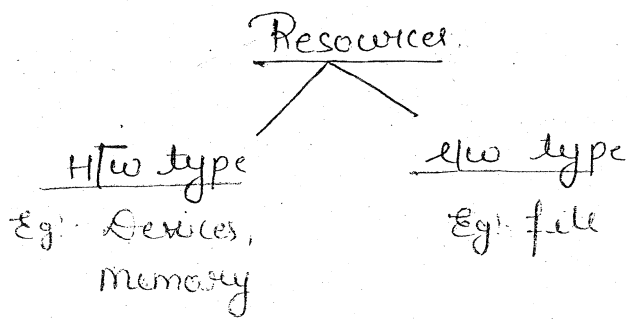 Resources.
H/w type
Eg:- Devices,
memory
s/w type
Eg:- file